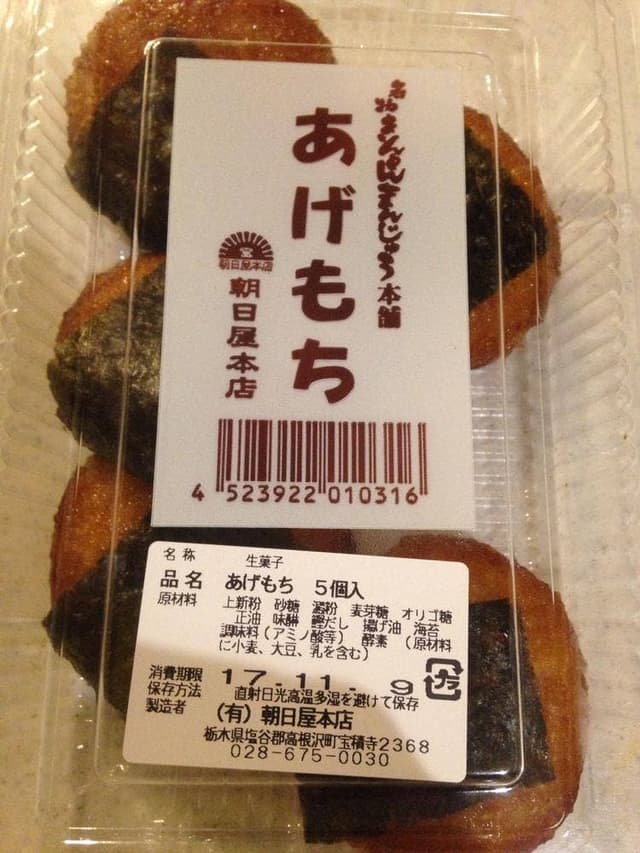 名物ちゃんぽんまんじゅう本舗
あげもち
朝日屋本店
朝日屋本店
4 523922 010316
名称 生菓子
品名 あげもち 5個入
原材料 上新粉 砂糖 澱粉 麦芽糖 オリゴ糖
正油 味醂 鰹だし 揚げ油 海苔
調味料(アミノ酸等) 酵素 (原材料
に小麦、大豆、乳を含む)
消費期限 17.11. 9
保存方法 直射日光高温多湿を避けて保存
製造者 (有)朝日屋本店
栃木県塩谷郡高根沢町宝積寺2368
028-675-0030
プラ